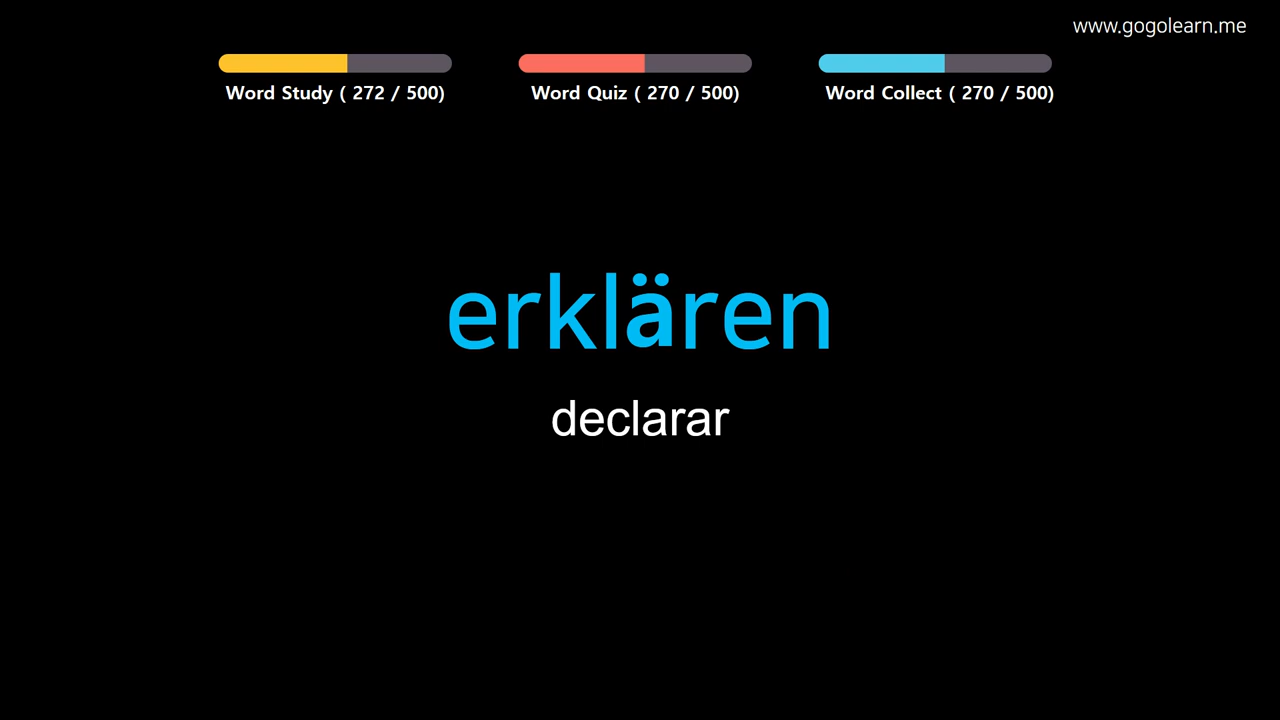 www.gogolearn.me
Word Study ( 272 / 500)
Word Quiz ( 270 / 500)
Word Collect ( 270 / 500)
erklären
declarar